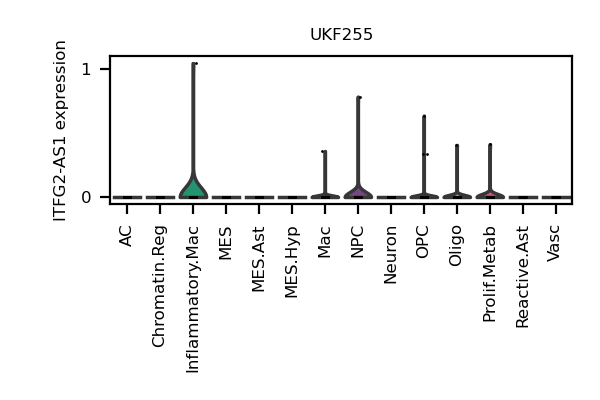 UKF255
ITFG2-AS1 expression
1
0
AC
Chromatin.Reg
Inflammatory.Mac
MES
MES.Ast
MES.Hyp
Mac
NPC
Neuron
OPC
Oligo
Prolif.Metab
Reactive.Ast
Vasc